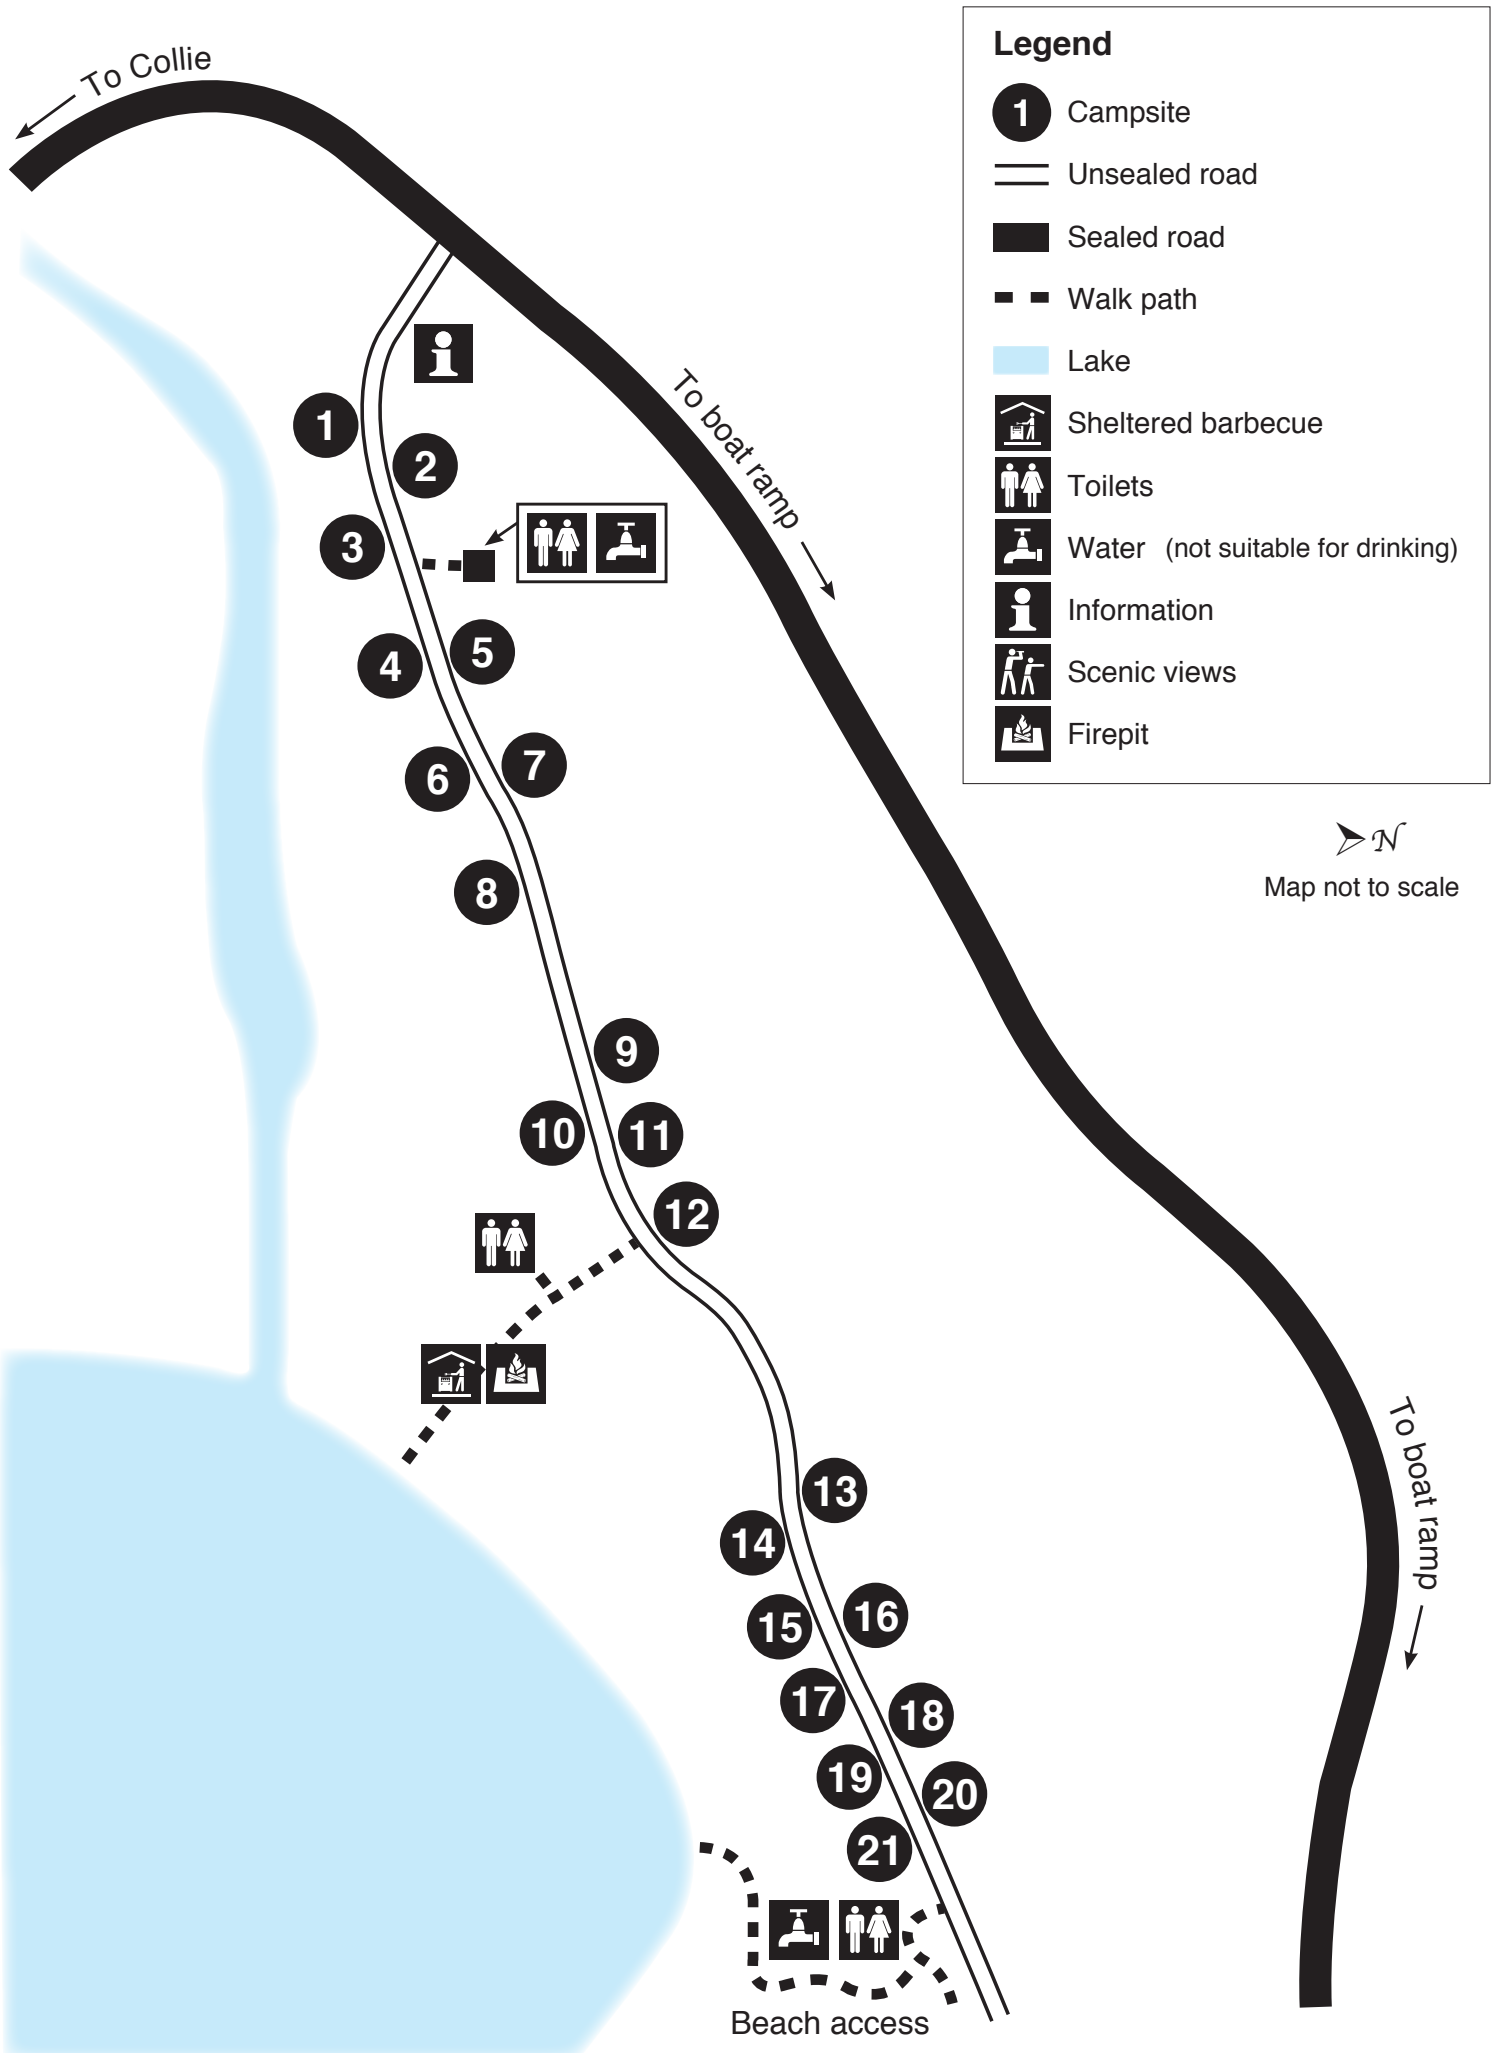 To Collie
Legend
1 Campsite
Unsealed road
Sealed road
Walk path
Lake
Sheltered barbecue
Toilets
Water (not suitable for drinking)
Information
Scenic views
Firepit
N
Map not to scale
i
To boat ramp
1
2
3
5
4
7
6
8
9
10
11
12
To boat ramp
13
14
16
15
17
18
19
20
21
Beach access